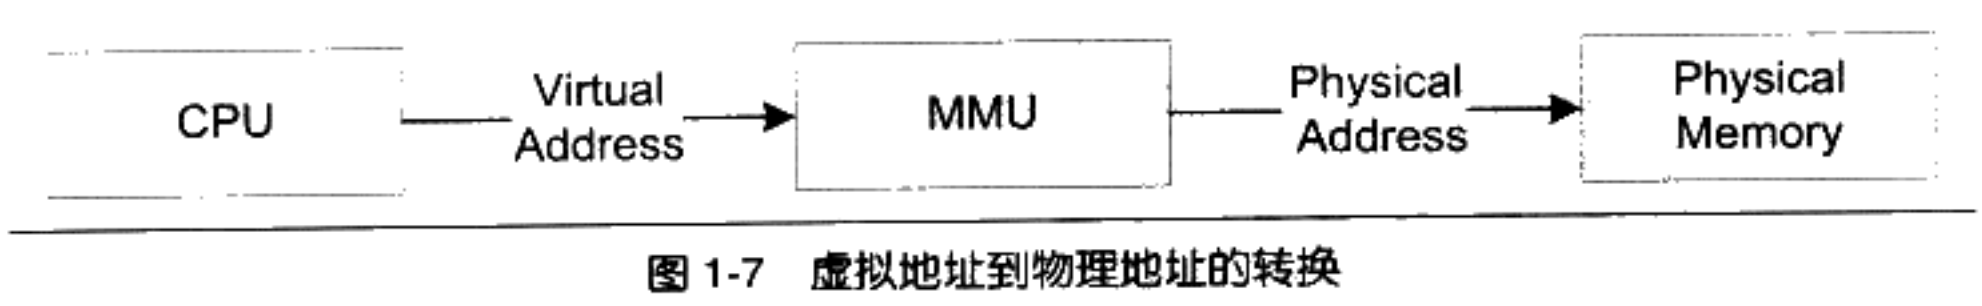 CPU
Virtual
Address
MMU
Physical
Address
Physical
Memory
图 1-7 虚拟地址到物理地址的转换